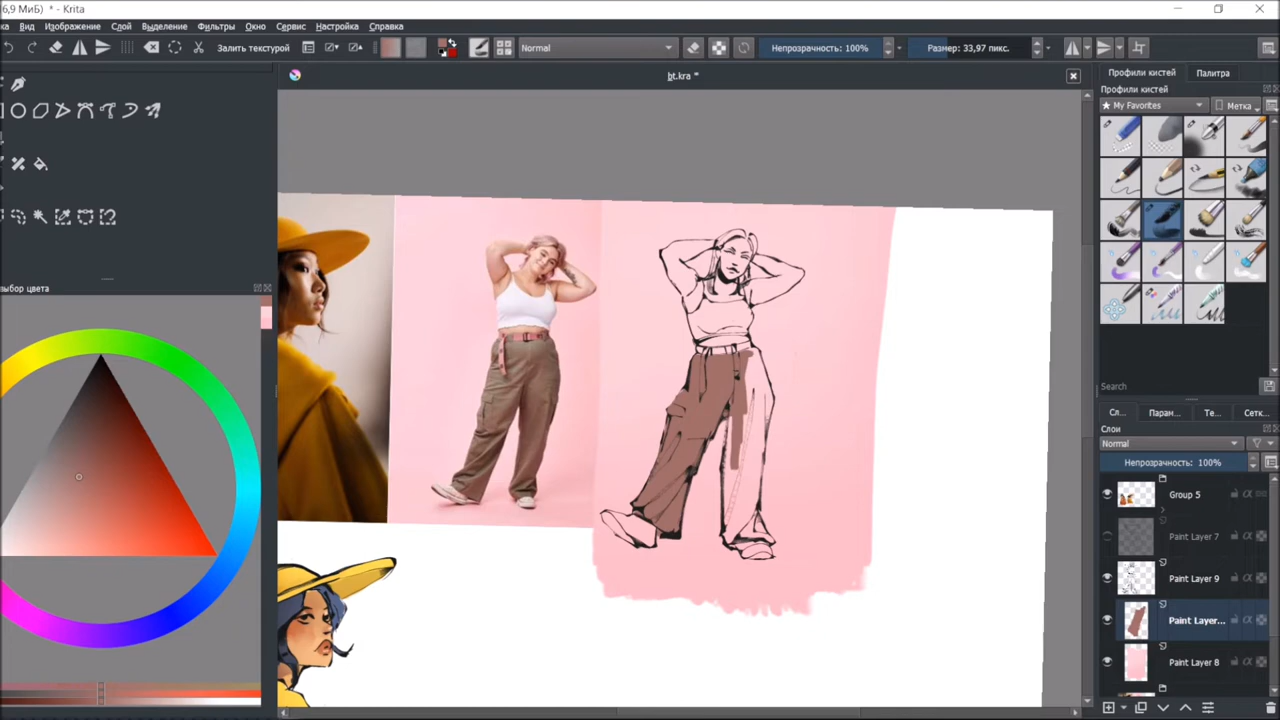 (6,9 МиБ) * - Krita
ка Вид Изображение Слой Выделение Фильтры Окно Сервис Настройка Справка
Залить текстурой Normal Непрозрачность: 100% Размер: 33,97 пикс.
bt.kra *
Профили кистей Палитра
Профили кистей
My Favorites Метка
выбор цвета
Search
Сл... Парам... Те... Сетк...
Слои
Normal
Непрозрачность: 100%
Group 5
Paint Layer 7
Paint Layer 9
Paint Layer...
Paint Layer 8